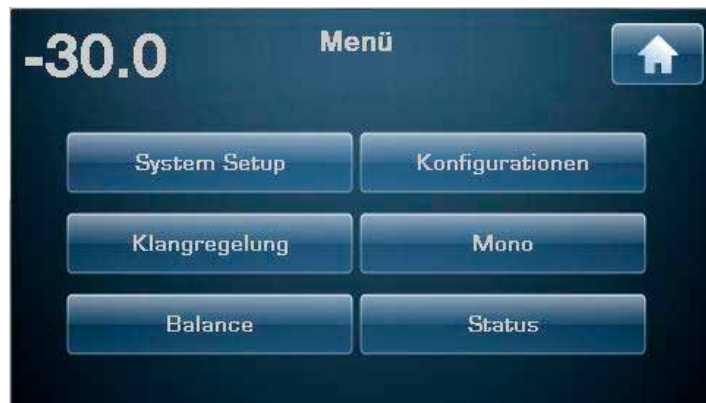 -30.0
Menü
System Setup
Konfigurationen
Klangregelung
Mono
Balance
Status